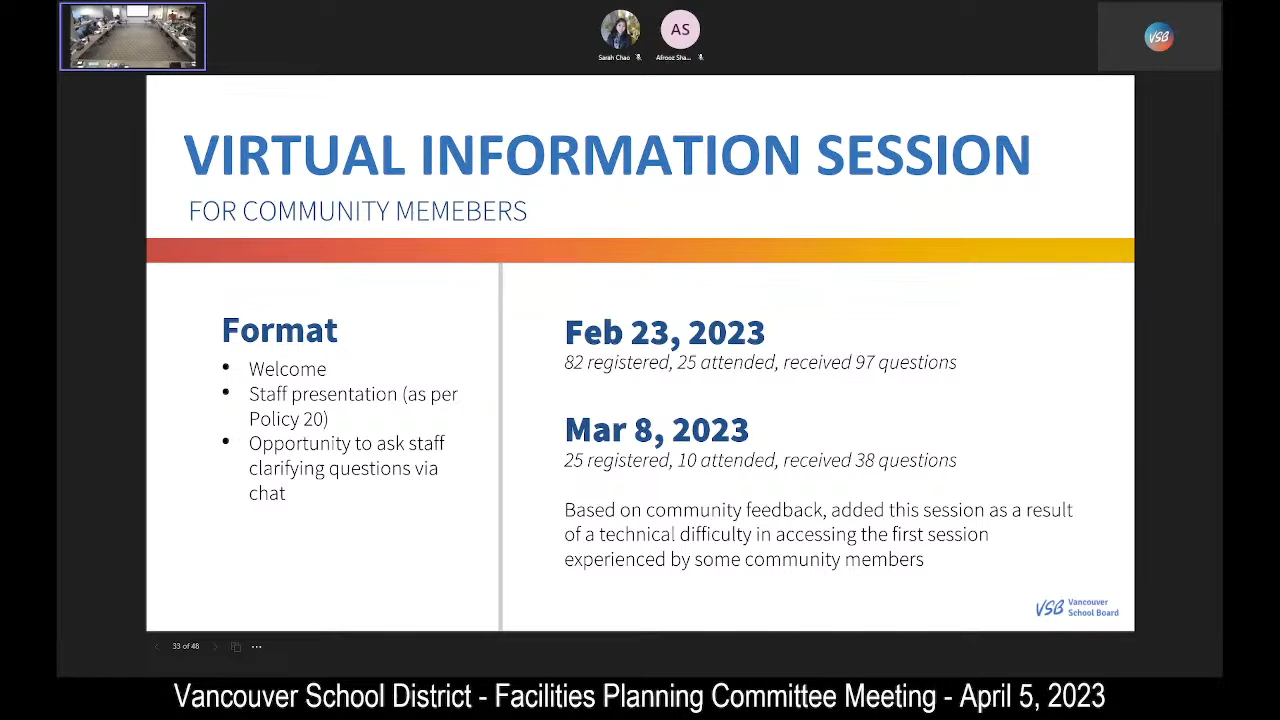 Sarah Chao
AS
Afrooz Sha...
VSB
VIRTUAL INFORMATION SESSION
FOR COMMUNITY MEMEBERS
Format
• Welcome
• Staff presentation (as per
Policy 20)
• Opportunity to ask staff
clarifying questions via
chat
Feb 23, 2023
82 registered, 25 attended, received 97 questions
Mar 8, 2023
25 registered, 10 attended, received 38 questions
Based on community feedback, added this session as a result
of a technical difficulty in accessing the first session
experienced by some community members
VSB Vancouver
School Board
33 of 48
Vancouver School District - Facilities Planning Committee Meeting - April 5, 2023